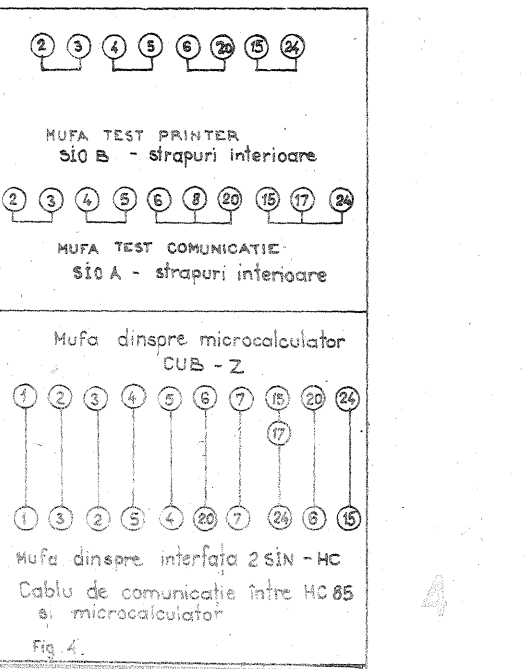 2 3 4 5 6 20 15 24
MUFA TEST PRINTER
SIO B - strapuri interioare
2 3 4 5 6 8 20 15 17 24
MUFA TEST COMUNICATIE
SIO A - strapuri interioare
Mufa dinspre microcalculator
CUB - Z
1 2 3 4 5 6 7 15 20 24
17
1 3 2 5 4 20 7 24 6 15
Mufa dinspre interfața 2 SIN - HC
Cablu de comunicatie între HC 85
si microcalculator
Fig. 4.
4